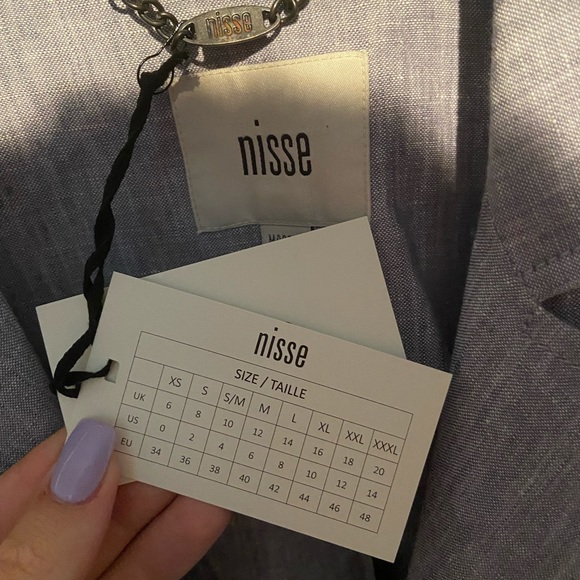 nisse
nisse
nisse
SIZE / TAILLE
XS S S/M M L XL XXL XXXL
UK 6 8 10 12 14 16 18 20
US 0 2 4 6 8 10 12 14
EU 34 36 38 40 42 44 46 48